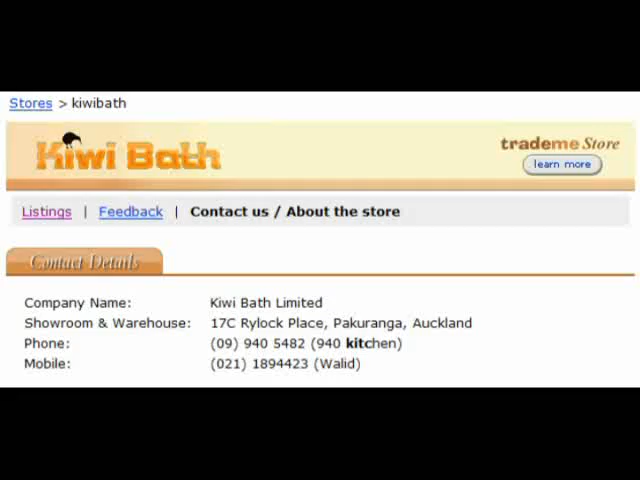 Stores > kiwibath
Kiwi Bath
trademe Store
learn more
Listings | Feedback | Contact us / About the store
Contact Details
Company Name: Kiwi Bath Limited
Showroom & Warehouse: 17C Rylock Place, Pakuranga, Auckland
Phone: (09) 940 5482 (940 kitchen)
Mobile: (021) 1894423 (Walid)